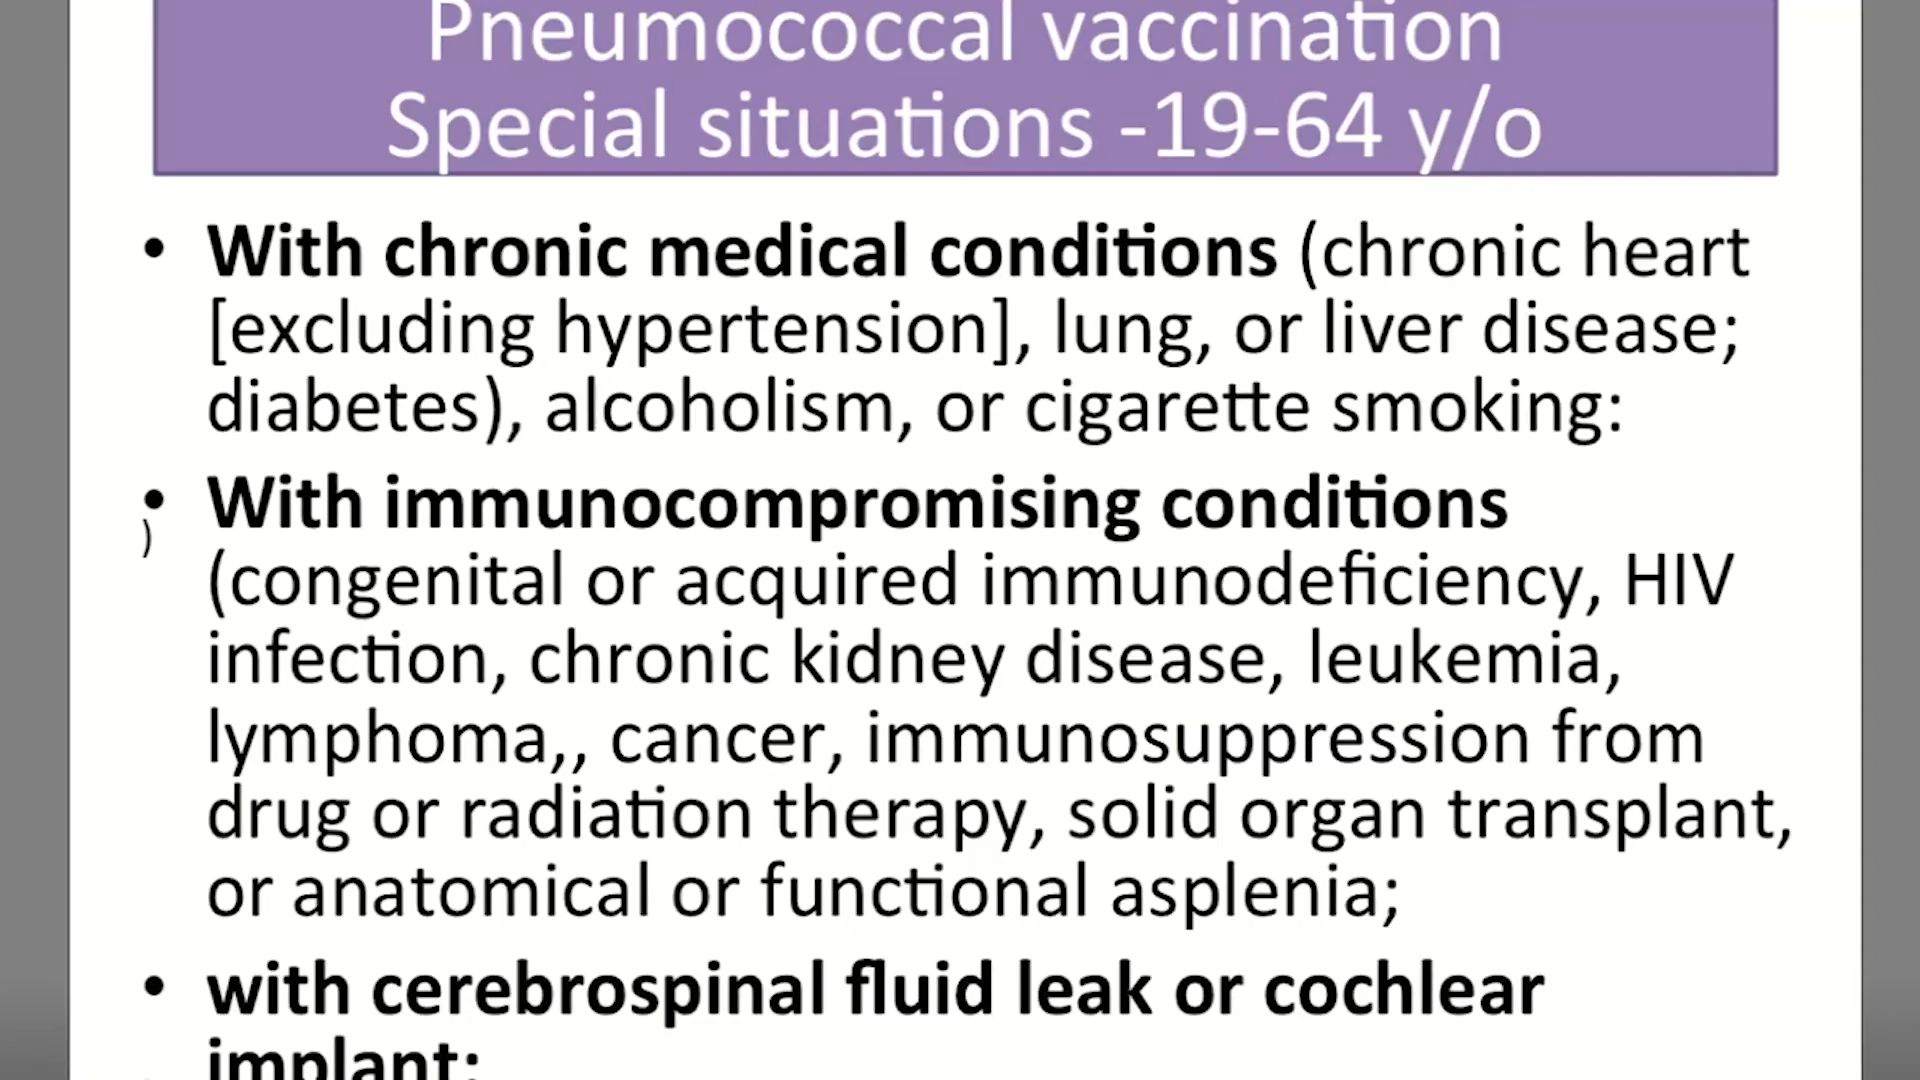 Pneumococcal vaccination
Special situations -19-64 y/o
• With chronic medical conditions (chronic heart
[excluding hypertension], lung, or liver disease;
diabetes), alcoholism, or cigarette smoking:
• With immunocompromising conditions
)
(congenital or acquired immunodeficiency, HIV
infection, chronic kidney disease, leukemia,
lymphoma,, cancer, immunosuppression from
drug or radiation therapy, solid organ transplant,
or anatomical or functional asplenia;
• with cerebrospinal fluid leak or cochlear
implant: